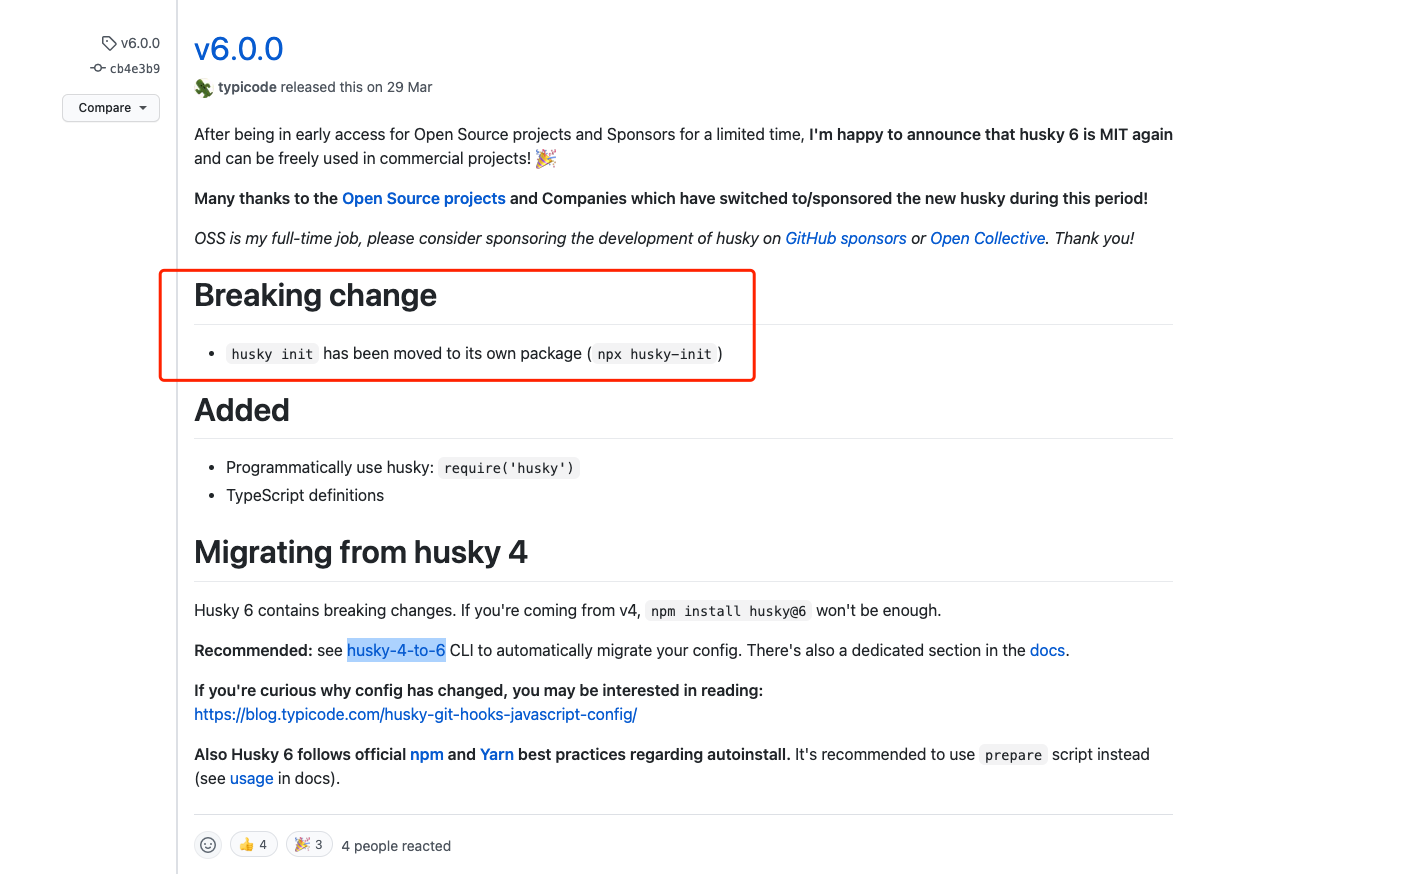 v6.0.0
cb4e3b9
Compare
v6.0.0
typicode released this on 29 Mar
After being in early access for Open Source projects and Sponsors for a limited time, I'm happy to announce that husky 6 is MIT again
and can be freely used in commercial projects! 🎉
Many thanks to the Open Source projects and Companies which have switched to/sponsored the new husky during this period!
OSS is my full-time job, please consider sponsoring the development of husky on GitHub sponsors or Open Collective. Thank you!
Breaking change
• husky init has been moved to its own package ( npx husky-init )
Added
• Programmatically use husky: require('husky')
• TypeScript definitions
Migrating from husky 4
Husky 6 contains breaking changes. If you're coming from v4, npm install husky@6 won't be enough.
Recommended: see husky-4-to-6 CLI to automatically migrate your config. There's also a dedicated section in the docs.
If you're curious why config has changed, you may be interested in reading:
https://blog.typicode.com/husky-git-hooks-javascript-config/
Also Husky 6 follows official npm and Yarn best practices regarding autoinstall. It's recommended to use prepare script instead
(see usage in docs).
👍 4 🎉 3 4 people reacted